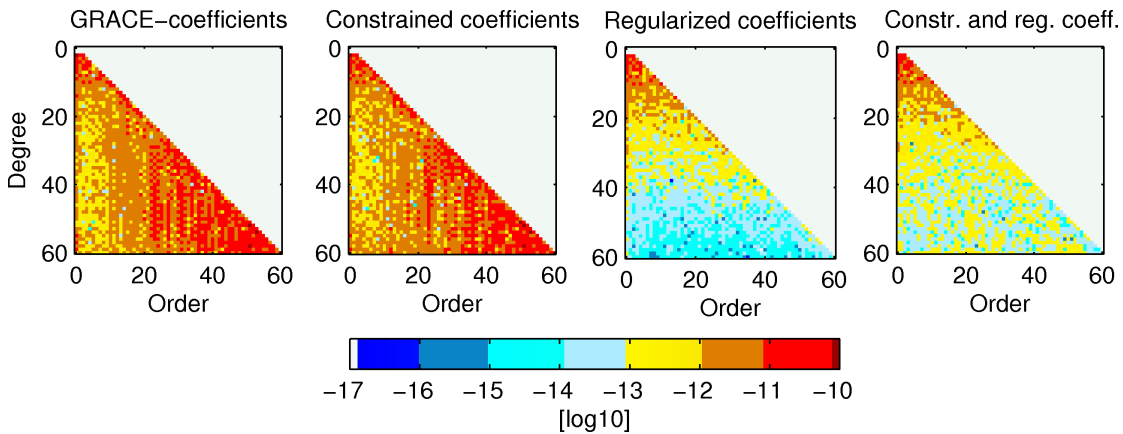 GRACE−coefficients
Constrained coefficients
Regularized coefficients
Constr. and reg. coeff.
Degree
0
20
40
60
0 20 40 60
Order
0
20
40
60
0 20 40 60
Order
0
20
40
60
0 20 40 60
Order
0
20
40
60
0 20 40 60
Order
−17 −16 −15 −14 −13 −12 −11 −10
[log10]